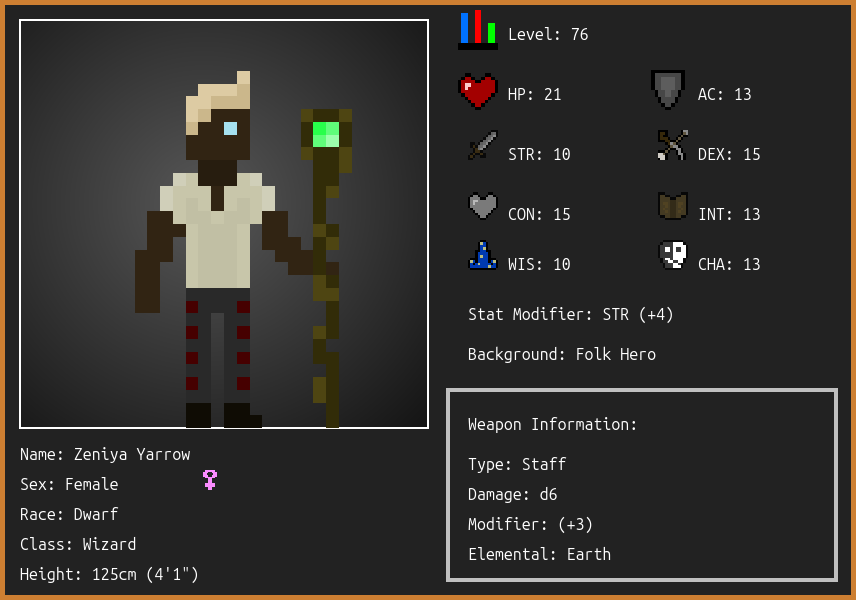 Level: 76
HP: 21
AC: 13
STR: 10
DEX: 15
CON: 15
INT: 13
WIS: 10
CHA: 13
Stat Modifier: STR (+4)
Background: Folk Hero
Weapon Information:
Type: Staff
Damage: d6
Modifier: (+3)
Elemental: Earth
Name: Zeniya Yarrow
Sex: Female
Race: Dwarf
Class: Wizard
Height: 125cm (4'1")